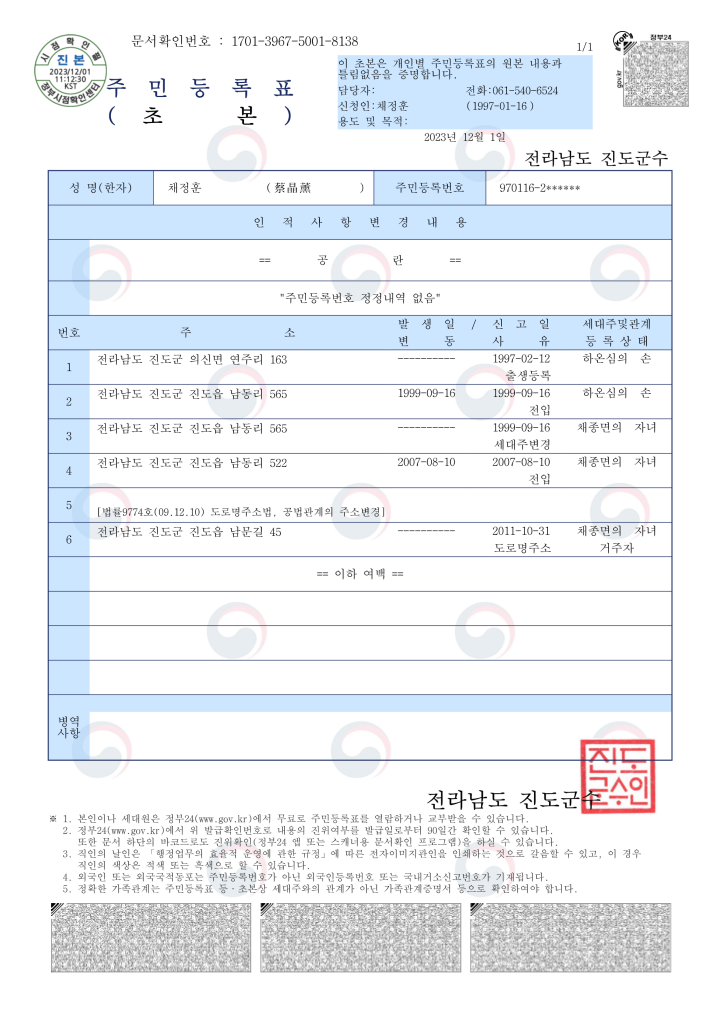 문서확인번호 : 1701-3967-5001-8138
1/1
정부24
gov.kr
시점확인필
진본
2023/12/01
11:12:30
KST
정부시점확인센터
주 민 등 록 표
( 초 본 )
이 초본은 개인별 주민등록표의 원본 내용과
틀림없음을 증명합니다.
담당자: 전화:061-540-6524
신청인:채정훈 (1997-01-16 )
용도 및 목적:
2023년 12월 1일
전라남도 진도군수
성 명(한자) 채정훈 (蔡晶薰 ) 주민등록번호 970116-2******
인 적 사 항 변 경 내 용
== 공 란 ==
"주민등록번호 정정내역 없음"
번호 주 소 발 생 일 / 신 고 일 세대주및관계
변 동 사 유 등 록 상 태
1 전라남도 진도군 의신면 연주리 163 ---------- 1997-02-12 하온심의 손
출생등록
2 전라남도 진도군 진도읍 남동리 565 1999-09-16 1999-09-16 하온심의 손
전입
3 전라남도 진도군 진도읍 남동리 565 ---------- 1999-09-16 채종면의 자녀
세대주변경
4 전라남도 진도군 진도읍 남동리 522 2007-08-10 2007-08-10 채종면의 자녀
전입
5 [법률9774호(09.12.10) 도로명주소법, 공법관계의 주소변경]
6 전라남도 진도군 진도읍 남문길 45 ---------- 2011-10-31 채종면의 자녀
도로명주소 거주자
== 이하 여백 ==
병역
사항
전라남도 진도군수
진도
군수인
※ 1. 본인이나 세대원은 정부24(www.gov.kr)에서 무료로 주민등록표를 열람하거나 교부받을 수 있습니다.
2. 정부24(www.gov.kr)에서 위 발급확인번호로 내용의 진위여부를 발급일로부터 90일간 확인할 수 있습니다.
또한 문서 하단의 바코드로도 진위확인(정부24 앱 또는 스캐너용 문서확인 프로그램)을 하실 수 있습니다.
3. 직인의 날인은 「행정업무의 효율적 운영에 관한 규정」에 따른 전자이미지관인을 인쇄하는 것으로 갈음할 수 있고, 이 경우
직인의 색상은 적색 또는 흑색으로 할 수 있습니다.
4. 외국인 또는 외국국적동포는 주민등록번호가 아닌 외국인등록번호 또는 국내거소신고번호가 기재됩니다.
5. 정확한 가족관계는 주민등록표 등·초본상 세대주와의 관계가 아닌 가족관계증명서 등으로 확인하여야 합니다.